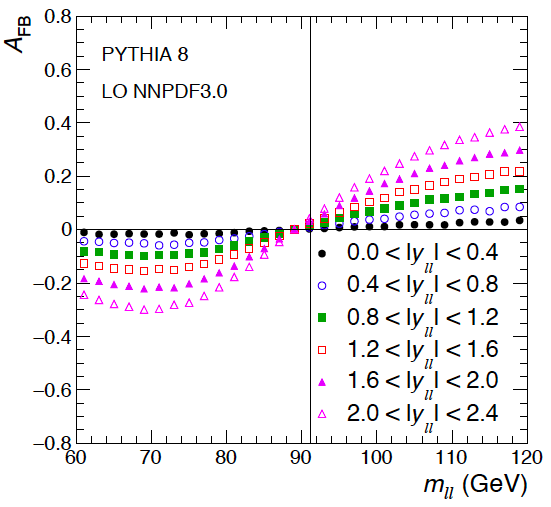 A_FB
0.8
PYTHIA 8
0.6
LO NNPDF3.0
0.4
0.2
0
0.0 < |y_ll| < 0.4
−0.2
0.4 < |y_ll| < 0.8
0.8 < |y_ll| < 1.2
−0.4
1.2 < |y_ll| < 1.6
1.6 < |y_ll| < 2.0
−0.6
2.0 < |y_ll| < 2.4
−0.8
60 70 80 90 100 110 120
m_ll (GeV)